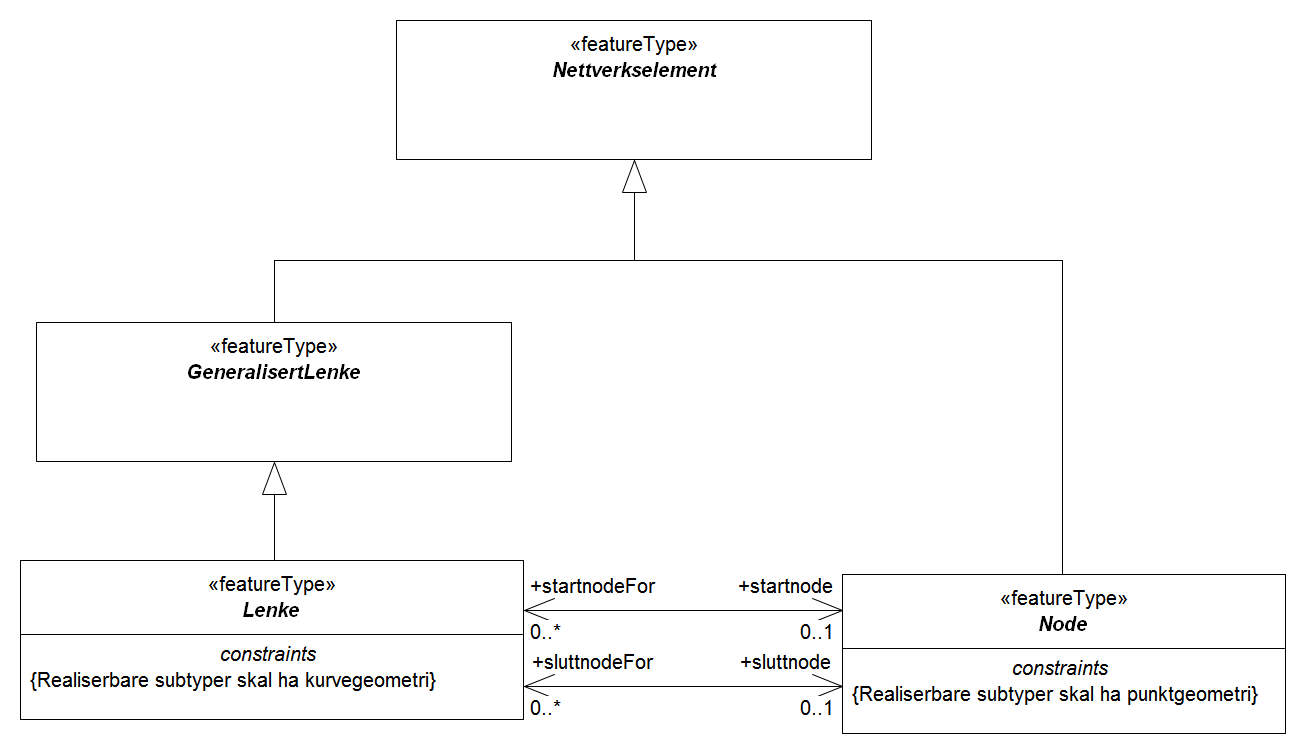 «featureType»
Nettverkselement
«featureType»
GeneralisertLenke
«featureType»
Lenke
constraints
{Realiserbare subtyper skal ha kurvegeometri}
+startnodeFor
+startnode
0..*
0..1
+sluttnodeFor
+sluttnode
0..*
0..1
«featureType»
Node
constraints
{Realiserbare subtyper skal ha punktgeometri}